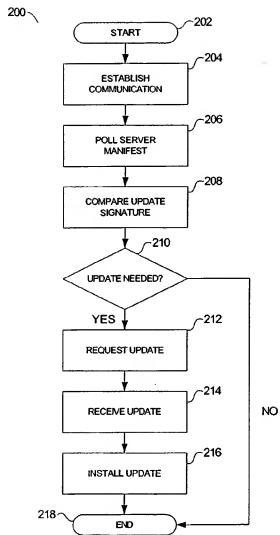 200
START
202
204
ESTABLISH
COMMUNICATION
206
POLL SERVER
MANIFEST
208
COMPARE UPDATE
SIGNATURE
210
UPDATE NEEDED?
YES
212
REQUEST UPDATE
214
RECEIVE UPDATE
NO
216
INSTALL UPDATE
218
END